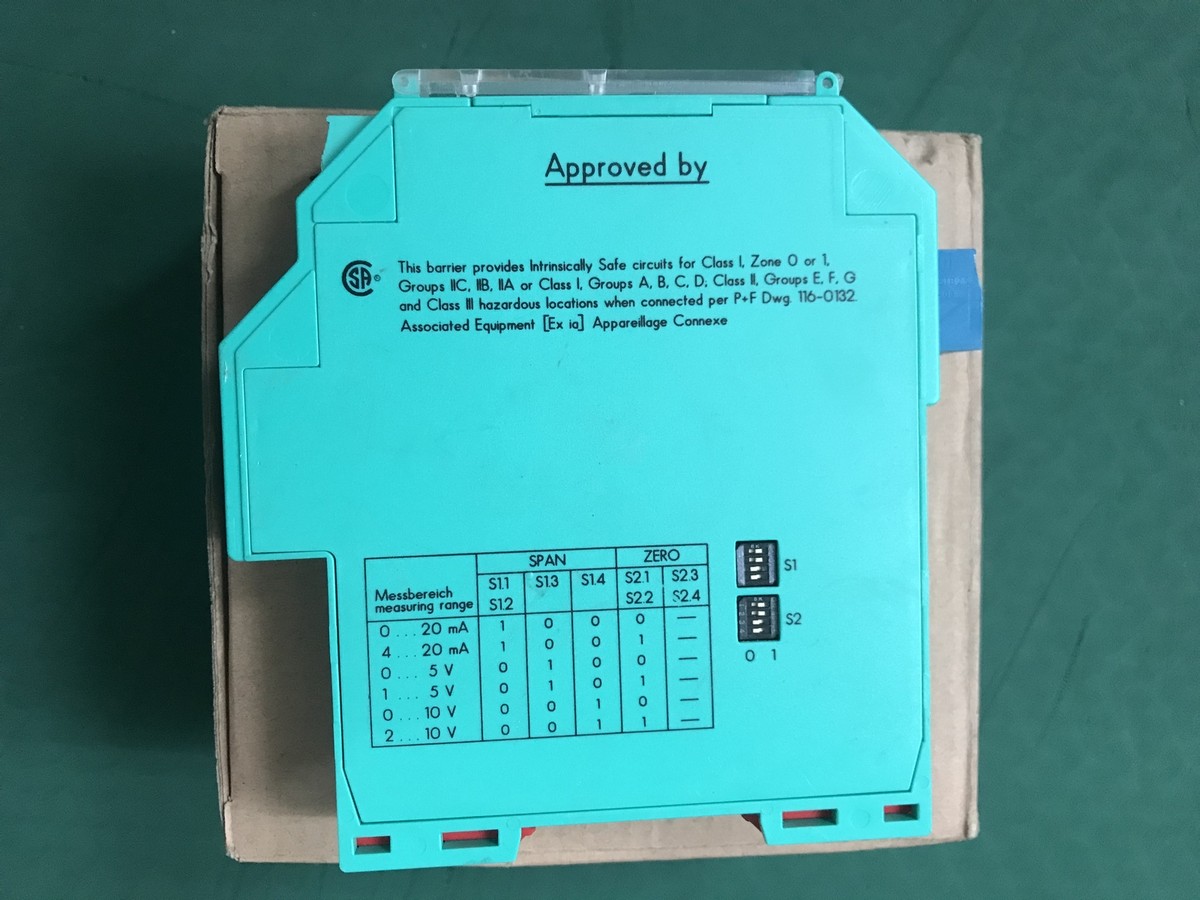 Approved by
SA ®
This barrier provides Intrinsically Safe circuits for Class I, Zone 0 or 1,
Groups IIC, IIB, IIA or Class I, Groups A, B, C, D; Class II, Groups E, F, G
and Class III hazardous locations when connected per P+F Dwg. 116-0132.
Associated Equipment [Ex ia] Appareillage Connexe
SPAN ZERO
Messbereich S1.1 S1.3 S1.4 S2.1 S2.3
measuring range S1.2 S2.2 S2.4
0 ... 20 mA 1 0 0 0 —
4 ... 20 mA 1 0 0 1 —
0 ... 5 V 0 1 0 0 —
1 ... 5 V 0 1 0 1 —
0 ... 10 V 0 0 1 0 —
2 ... 10 V 0 0 1 1 —
S1
S2
0 1